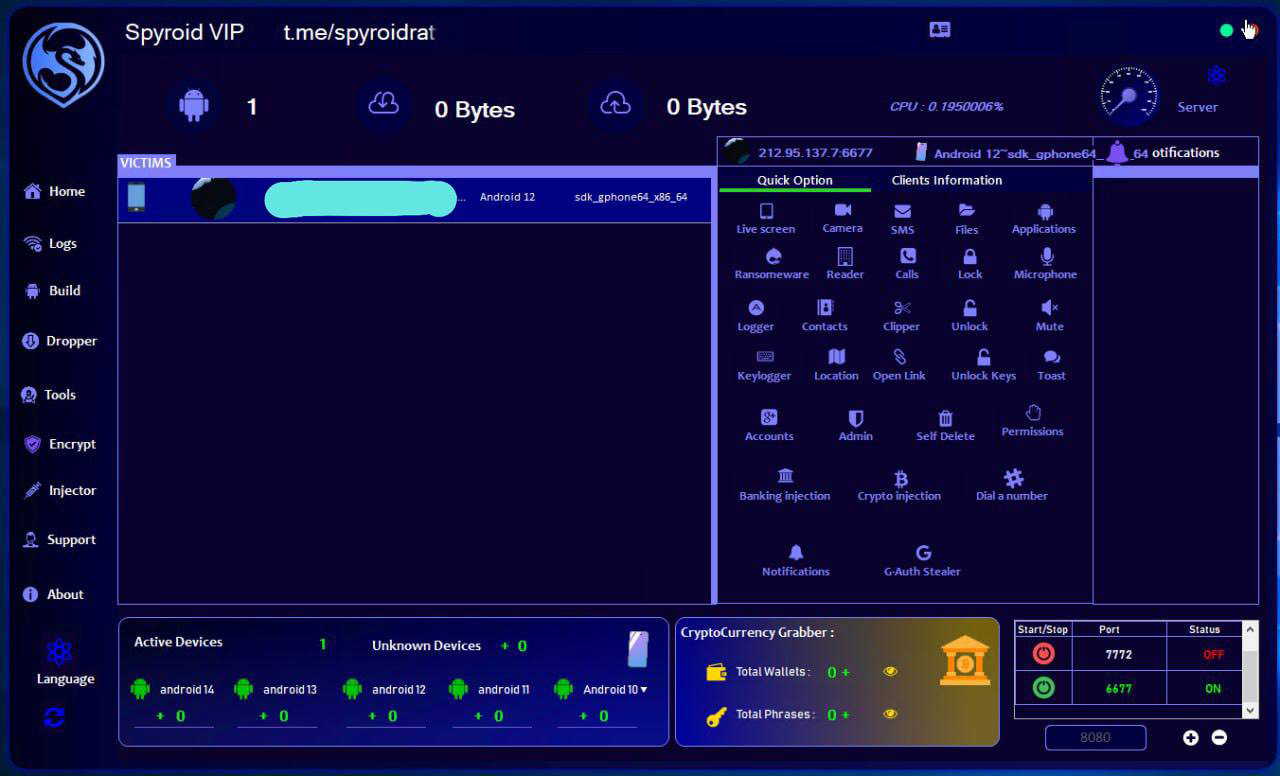 Spyroid VIP t.me/spyroidrat
1 0 Bytes 0 Bytes CPU : 0.1950006% Server
VICTIMS 212.95.137.7:6677 Android 12~sdk_gphone64_ _64 otifications
... Android 12 sdk_gphone64_x86_64
Quick Option Clients Information
Home
Logs
Build
Dropper
Tools
Encrypt
Injector
Support
About
Language
Live screen Camera SMS Files Applications
Ransomeware Reader Calls Lock Microphone
Logger Contacts Clipper Unlock Mute
Keylogger Location Open Link Unlock Keys Toast
Accounts Admin Self Delete Permissions
Banking injection Crypto injection Dial a number
Notifications G-Auth Stealer
Active Devices 1 Unknown Devices + 0
android 14 android 13 android 12 android 11 Android 10
+ 0 + 0 + 0 + 0 + 0
CryptoCurrency Grabber :
Total Wallets : 0 +
Total Phrases : 0 +
Start/Stop Port Status
7772 OFF
6677 ON
8080